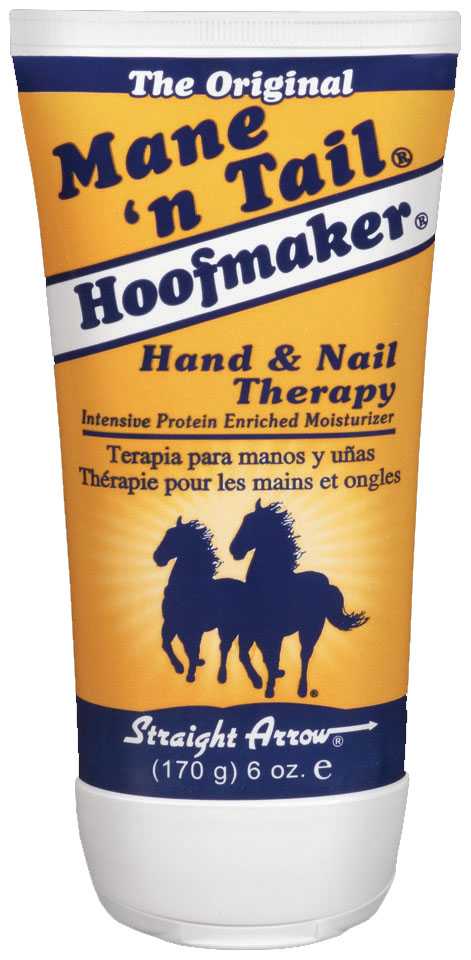 The Original
Mane
'n Tail®
Hoofmaker®
Hand & Nail
Therapy
Intensive Protein Enriched Moisturizer
Terapia para manos y uñas
Thérapie pour les mains et ongles
®
Straight Arrow®
(170 g) 6 oz. ℮